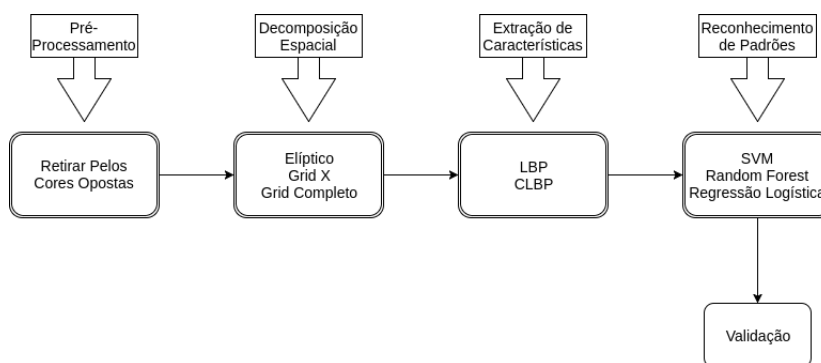 Pré-
Processamento
Decomposição
Espacial
Extração de
Características
Reconhecimento
de Padrões
Retirar Pelos
Cores Opostas
Elíptico
Grid X
Grid Completo
LBP
CLBP
SVM
Random Forest
Regressão Logística
Validação